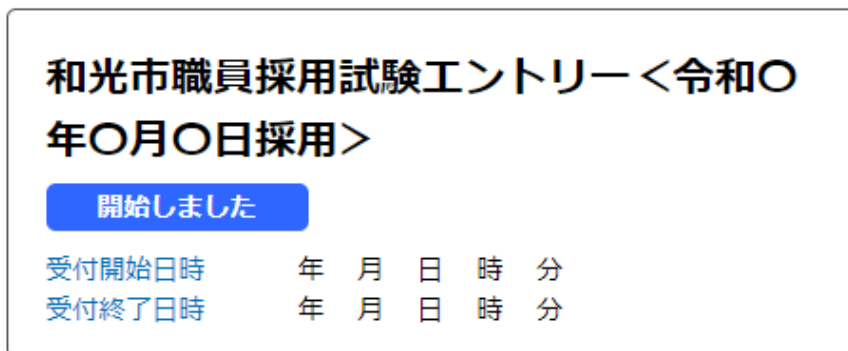 和光市職員採用試験エントリー＜令和〇
年〇月〇日採用＞
開始しました
受付開始日時　　　年　月　日　時　分
受付終了日時　　　年　月　日　時　分